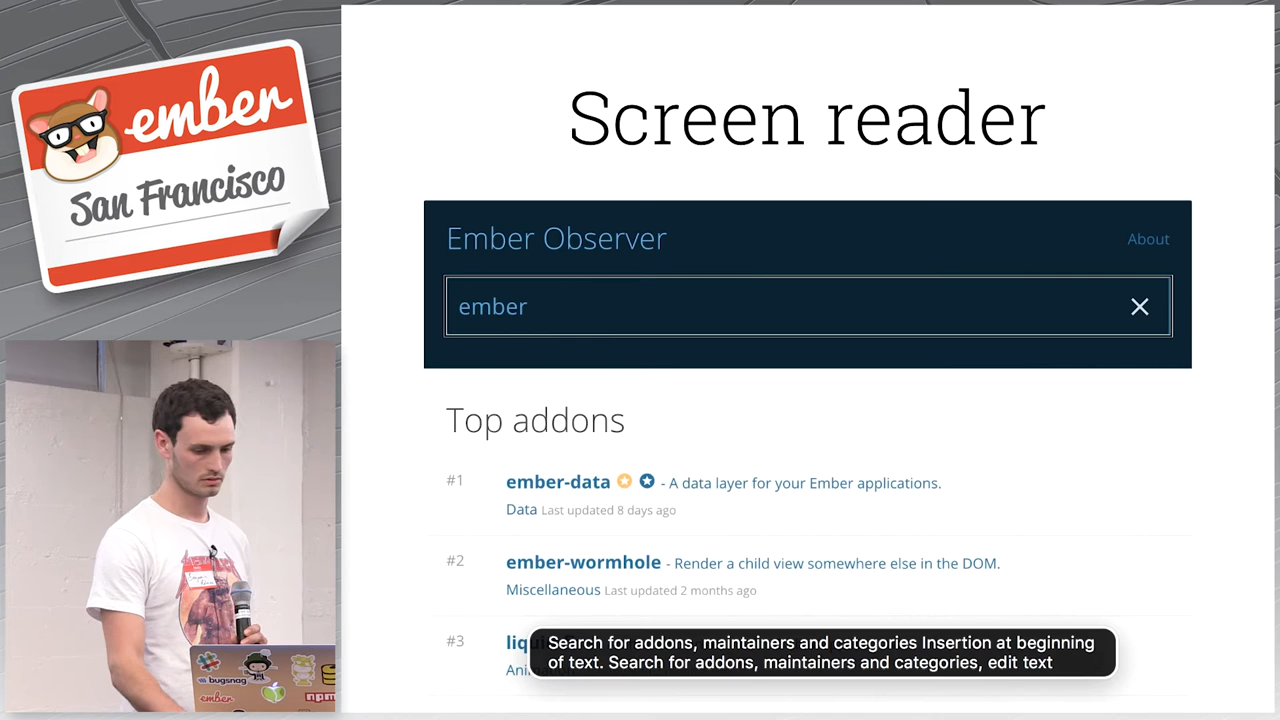 ember
San Francisco
Screen reader
Ember Observer
About
ember
Top addons
#1
ember-data - A data layer for your Ember applications.
Data Last updated 8 days ago
#2
ember-wormhole - Render a child view somewhere else in the DOM.
Miscellaneous Last updated 2 months ago
#3
Search for addons, maintainers and categories Insertion at beginning
of text. Search for addons, maintainers and categories, edit text
bugsnag
ember
npm